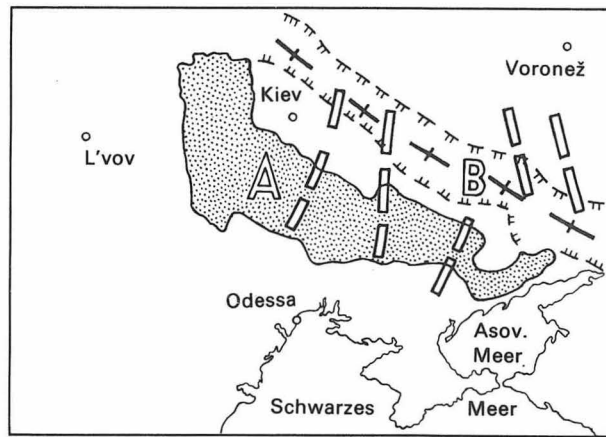 Voronež
Kiev
L'vov
A
B
Odessa
Asov.
Meer
Schwarzes Meer